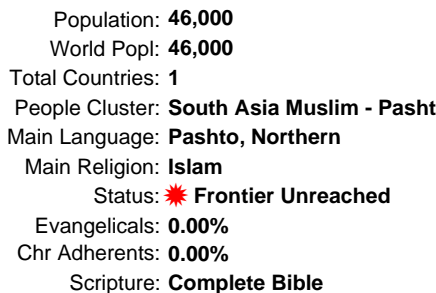 Population: 46,000
World Popl: 46,000
Total Countries: 1
People Cluster: South Asia Muslim - Pasht
Main Language: Pashto, Northern
Main Religion: Islam
Status: Frontier Unreached
Evangelicals: 0.00%
Chr Adherents: 0.00%
Scripture: Complete Bible